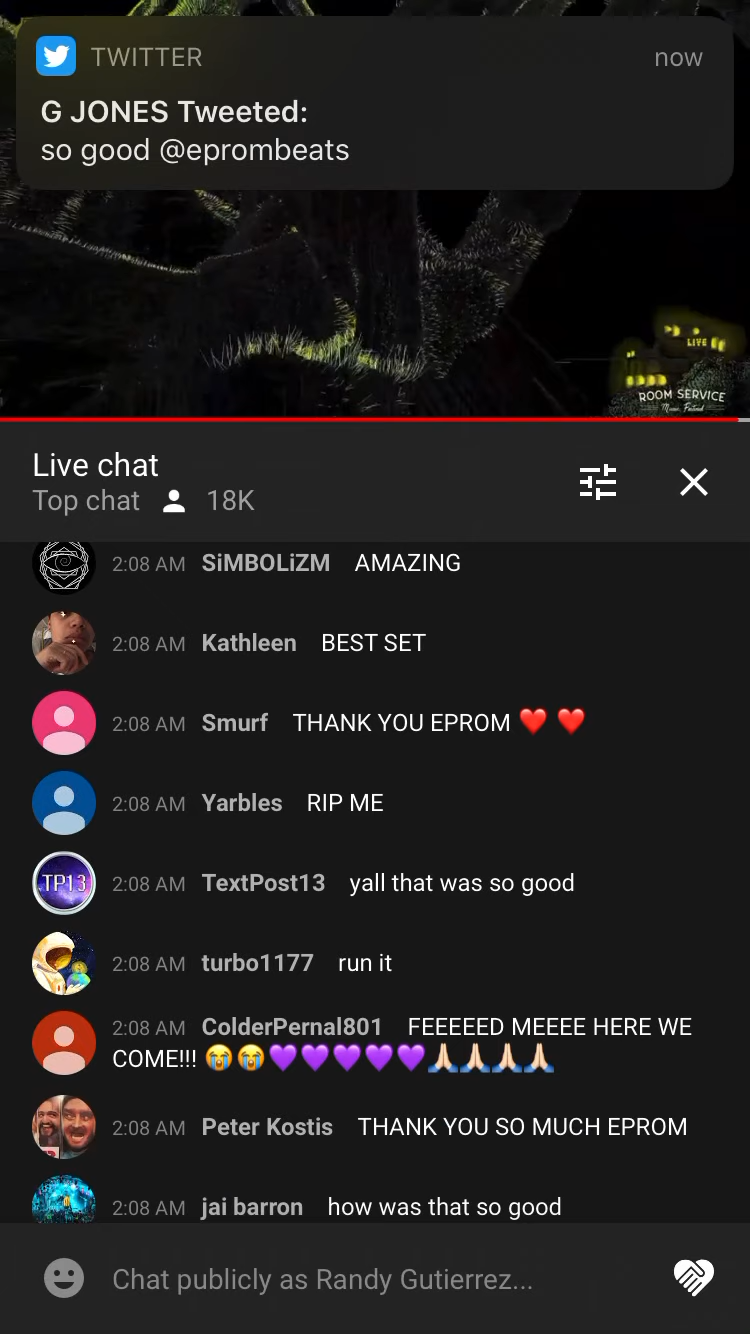 TWITTER
now
G JONES Tweeted:
so good @eprombeats
LIVE
ROOM SERVICE
Music Festival
Live chat
Top chat 18K
2:08 AM SiMBOLiZM AMAZING
2:08 AM Kathleen BEST SET
2:08 AM Smurf THANK YOU EPROM ❤️ ❤️
2:08 AM Yarbles RIP ME
TP13
2:08 AM TextPost13 yall that was so good
2:08 AM turbo1177 run it
2:08 AM ColderPernal801 FEEEEED MEEEE HERE WE
COME!!! 😭😭💜💜💜💜💜🙏🏻🙏🏻🙏🏻🙏🏻
2:08 AM Peter Kostis THANK YOU SO MUCH EPROM
2:08 AM jai barron how was that so good
Chat publicly as Randy Gutierrez...